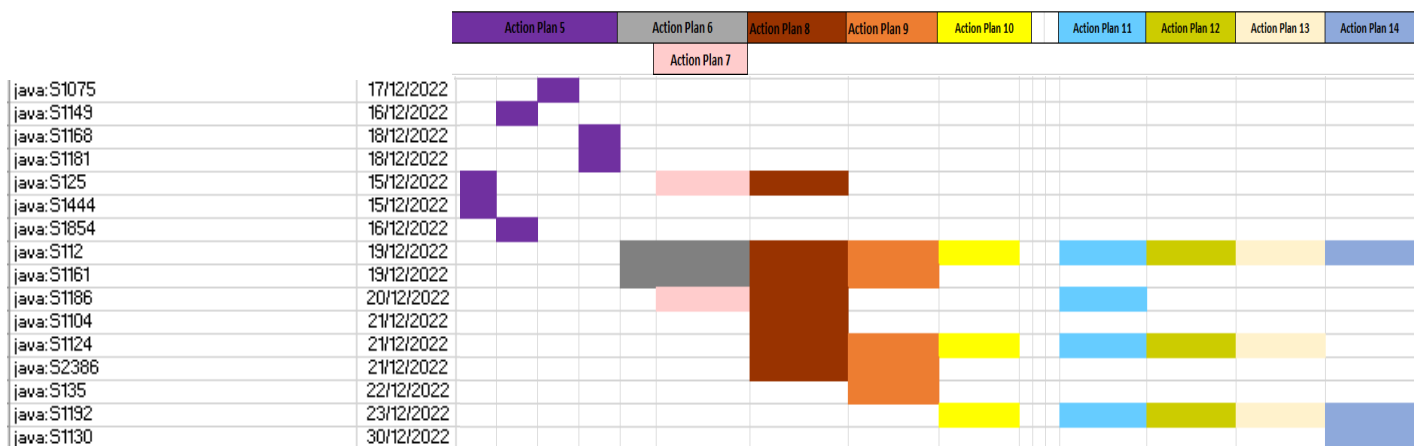 Action Plan 5 Action Plan 6 Action Plan 8 Action Plan 9 Action Plan 10 Action Plan 11 Action Plan 12 Action Plan 13 Action Plan 14
Action Plan 7
java:S1075 17/12/2022
java:S1149 16/12/2022
java:S1168 18/12/2022
java:S1181 18/12/2022
java:S125 15/12/2022
java:S1444 15/12/2022
java:S1854 16/12/2022
java:S112 19/12/2022
java:S1161 19/12/2022
java:S1186 20/12/2022
java:S1104 21/12/2022
java:S1124 21/12/2022
java:S2386 21/12/2022
java:S135 22/12/2022
java:S1192 23/12/2022
java:S1130 30/12/2022